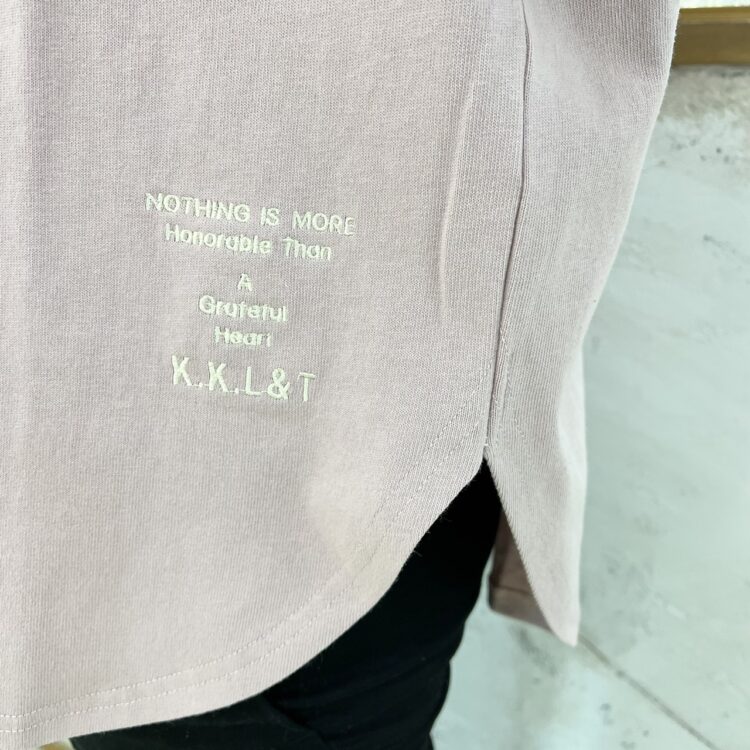 NOTHING IS MORE
Honorable Than
A
Grateful
Heart
K.K.L&T